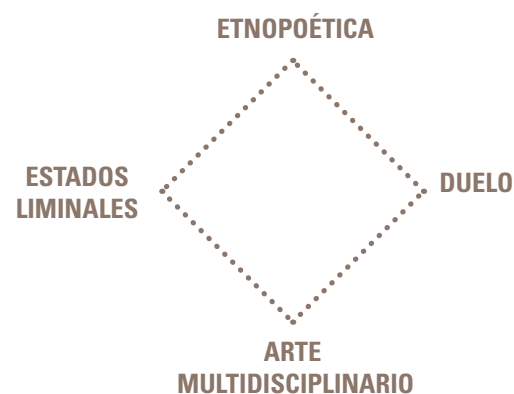 ETNOPOÉTICA
ESTADOS
LIMINALES
DUELO
ARTE
MULTIDISCIPLINARIO